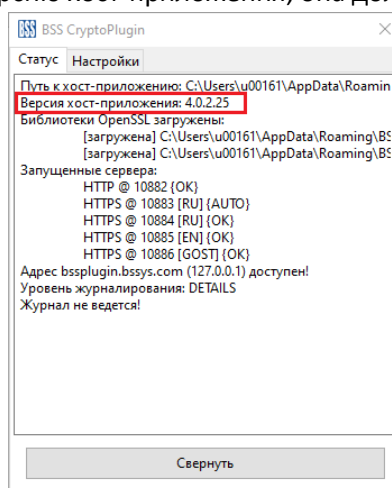 BSS CryptoPlugin
Статус Настройки
Путь к хост-приложению: C:\Users\u00161\AppData\Roamin
Версия хост-приложения: 4.0.2.25
Библиотеки OpenSSL загружены:
[загружена] C:\Users\u00161\AppData\Roaming\BS
[загружена] C:\Users\u00161\AppData\Roaming\BS
Запущенные сервера:
HTTP @ 10882 {OK}
HTTPS @ 10883 [RU] {AUTO}
HTTPS @ 10884 [RU] {OK}
HTTPS @ 10885 [EN] {OK}
HTTPS @ 10886 [GOST] {OK}
Адрес bssplugin.bssys.com (127.0.0.1) доступен!
Уровень журналирования: DETAILS
Журнал не ведется!
Свернуть